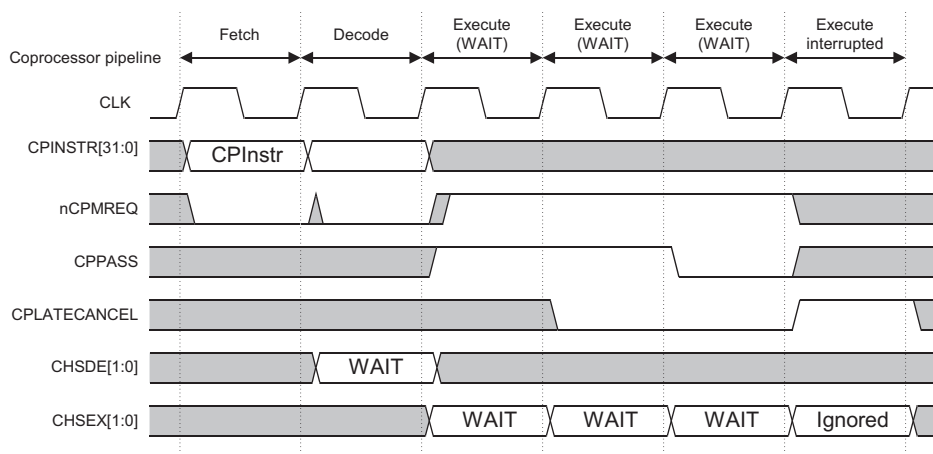 Coprocessor pipeline
Fetch
Decode
Execute
(WAIT)
Execute
(WAIT)
Execute
(WAIT)
Execute
interrupted
CLK
CPINSTR[31:0]
CPInstr
nCPMREQ
CPPASS
CPLATECANCEL
CHSDE[1:0]
WAIT
CHSEX[1:0]
WAIT
WAIT
WAIT
Ignored